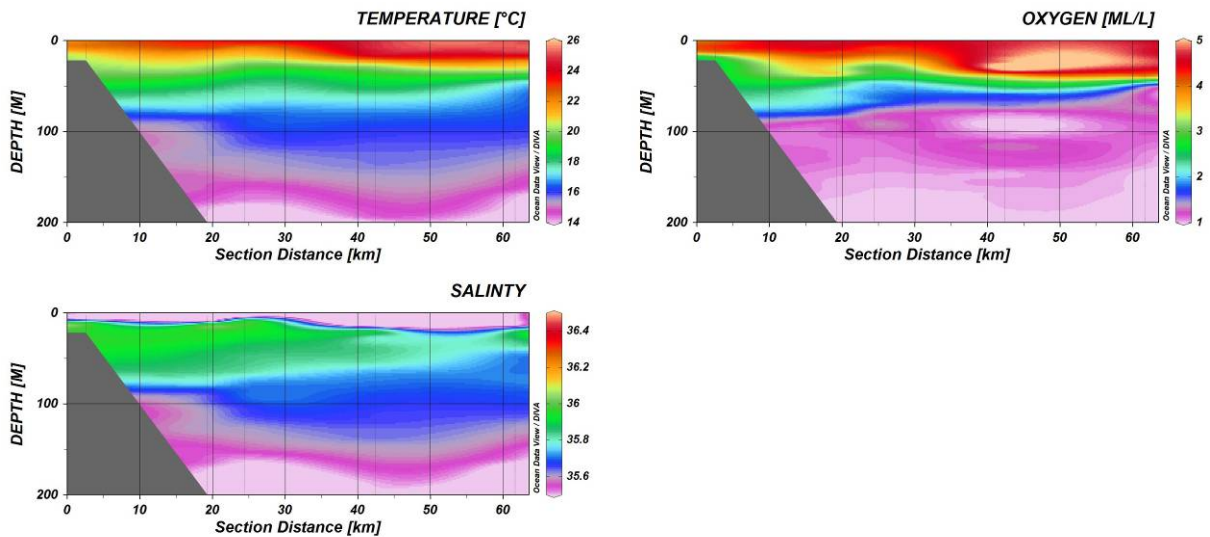 TEMPERATURE [°C]
DEPTH [M]
0
100
200
0 10 20 30 40 50 60
Section Distance [km]
26
24
22
20
18
16
14
Ocean Data View / DIVA
OXYGEN [ML/L]
DEPTH [M]
0
100
200
0 10 20 30 40 50 60
Section Distance [km]
5
4
3
2
1
Ocean Data View / DIVA
SALINTY
DEPTH [M]
0
100
200
0 10 20 30 40 50 60
Section Distance [km]
36.4
36.2
36
35.8
35.6
Ocean Data View / DIVA